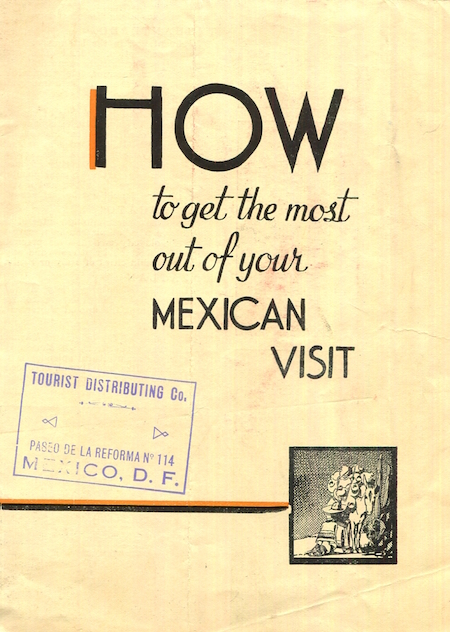 HOW
to get the most
out of your
MEXICAN
VISIT
TOURIST DISTRIBUTING Co.
PASEO DE LA REFORMA Nº 114
MEXICO, D. F.